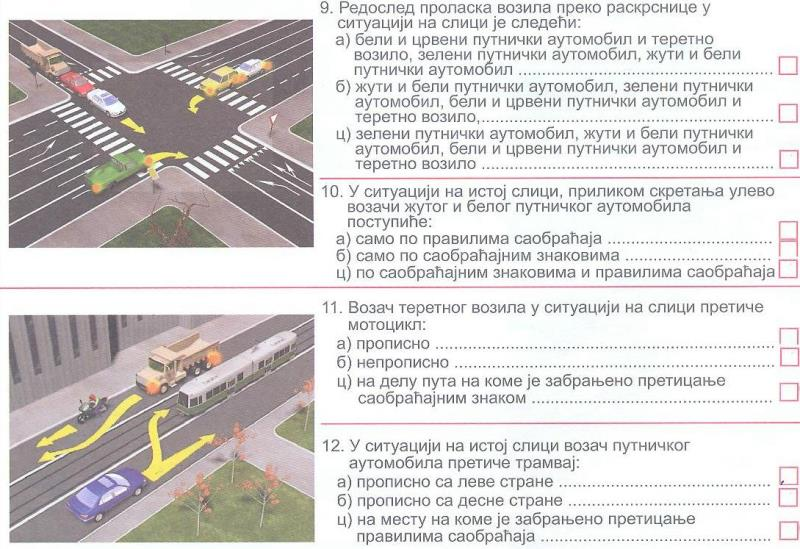 9. Редослед проласка возила преко раскрснице у
ситуацији на слици је следећи:
а) бели и црвени путнички аутомобил и теретно
возило, зелени путнички аутомобил, жути и бели
путнички аутомобил ........................................
б) жути и бели путнички аутомобил, зелени путнички
аутомобил, бели и црвени путнички аутомобил и
теретно возило,.............................................
ц) зелени путнички аутомобил, жути и бели путнички
аутомобил, бели и црвени путнички аутомобил и
теретно возило .............................................
10. У ситуацији на истој слици, приликом скретања улево
возачи жутог и белог путничког аутомобила
поступиће:
а) само по правилима саобраћаја .........................
б) само по саобраћајним знаковима .......................
ц) по саобраћајним знаковима и правилима саобраћаја
11. Возач теретног возила у ситуацији на слици претиче
мотоцикл:
а) прописно ..................................................
б) непрописно ...............................................
ц) на делу пута на коме је забрањено претицање
саобраћајним знаком ....................................
12. У ситуацији на истој слици возач путничког
аутомобила претиче трамвај:
а) прописно са леве стране ................................
б) прописно са десне стране ...............................
ц) на месту на коме је забрањено претицање
правилима саобраћаја ...................................